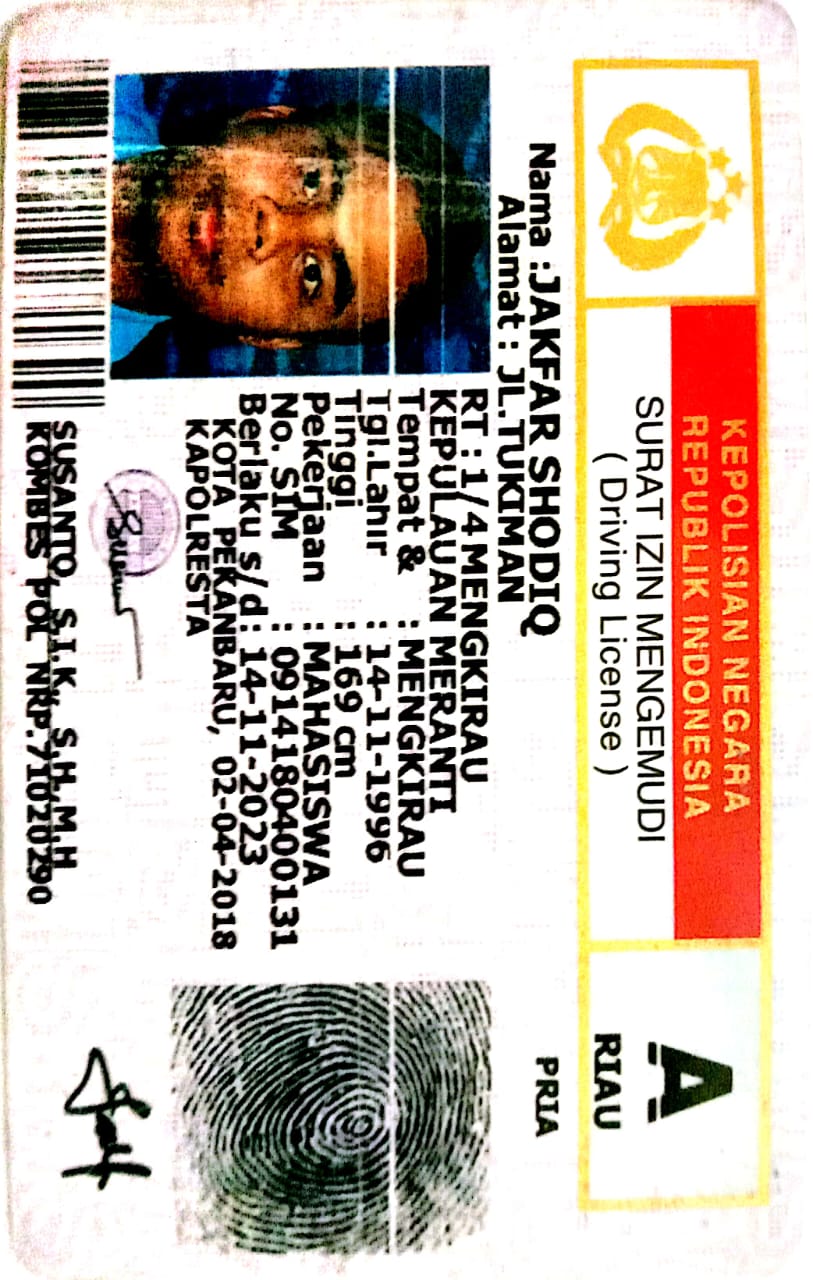 KEPOLISIAN NEGARA
REPUBLIK INDONESIA
SURAT IZIN MENGEMUDI
( Driving License )
A
RIAU
Nama : JAKFAR SHODIQ
PRIA
Alamat : JL.TUKIMAN
RT : 1/4 MENGKIRAU
KEPULAUAN MERANTI
Tempat & : MENGKIRAU
Tgl.Lahir : 14-11-1996
Tinggi : 169 cm
Pekerjaan : MAHASISWA
No. SIM : 0914180400131
Berlaku s/d : 14-11-2023
KOTA PEKANBARU, 02-04-2018
KAPOLRESTA
SUSANTO, S.I.K., S.H,M.H
KOMBES POL NRP.71020290